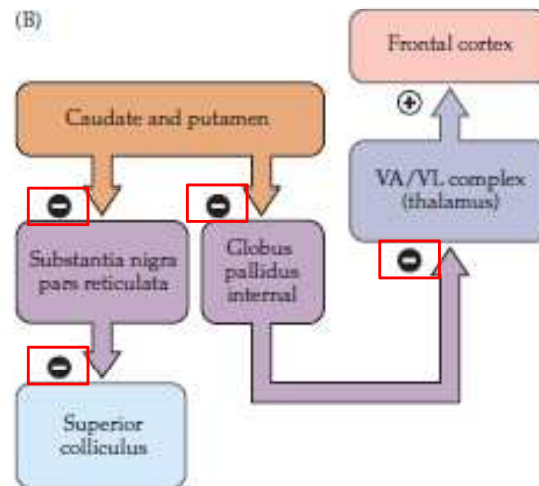 (B)
Frontal cortex
Caudate and putamen
VA/VL complex
(thalamus)
Substantia nigra
pars reticulata
Globus
pallidus
internal
Superior
colliculus